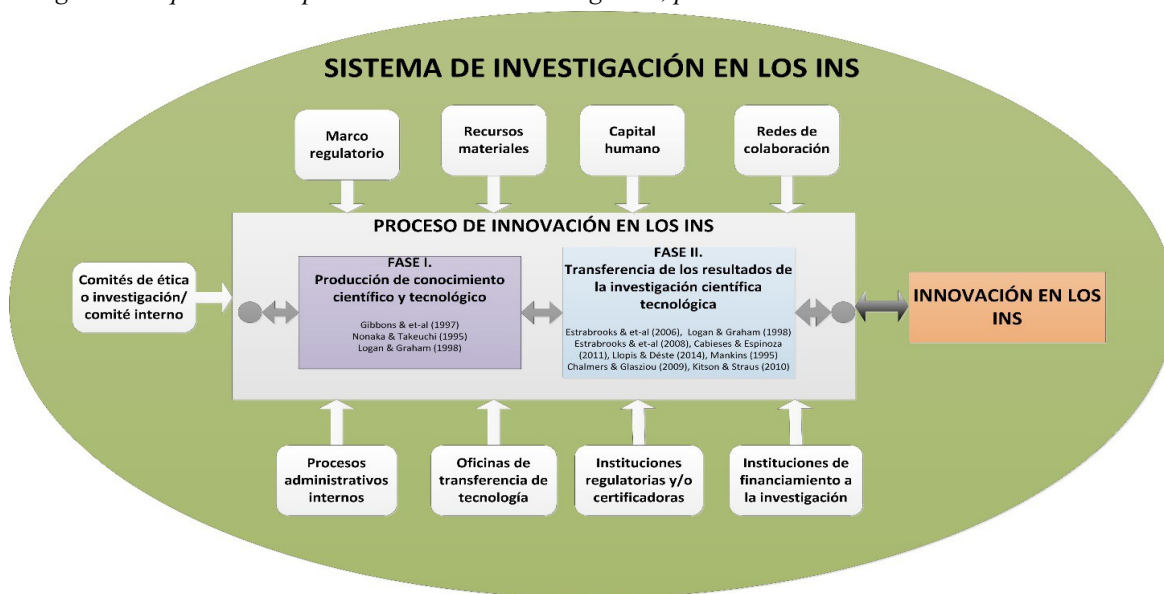 SISTEMA DE INVESTIGACIÓN EN LOS INS
Marco
regulatorio
Recursos
materiales
Capital
humano
Redes de
colaboración
PROCESO DE INNOVACIÓN EN LOS INS
Comités de ética
o investigación/
comité interno
FASE I.
Producción de conocimiento
científico y tecnológico
Gibbons & et-al (1997)
Nonaka & Takeuchi (1995)
Logan & Graham (1998)
FASE II.
Transferencia de los resultados de
la investigación científica
tecnológica
Estrabrooks & et-al (2006), Logan & Graham (1998)
Estrabrooks & et-al (2008), Cabieses & Espinoza
(2011), Llopis & Déste (2014), Mankins (1995)
Chalmers & Glasziou (2009), Kitson & Straus (2010)
INNOVACIÓN EN LOS
INS
Procesos
administrativos
internos
Oficinas de
transferencia de
tecnología
Instituciones
regulatorias y/o
certificadoras
Instituciones de
financiamiento a
la investigación